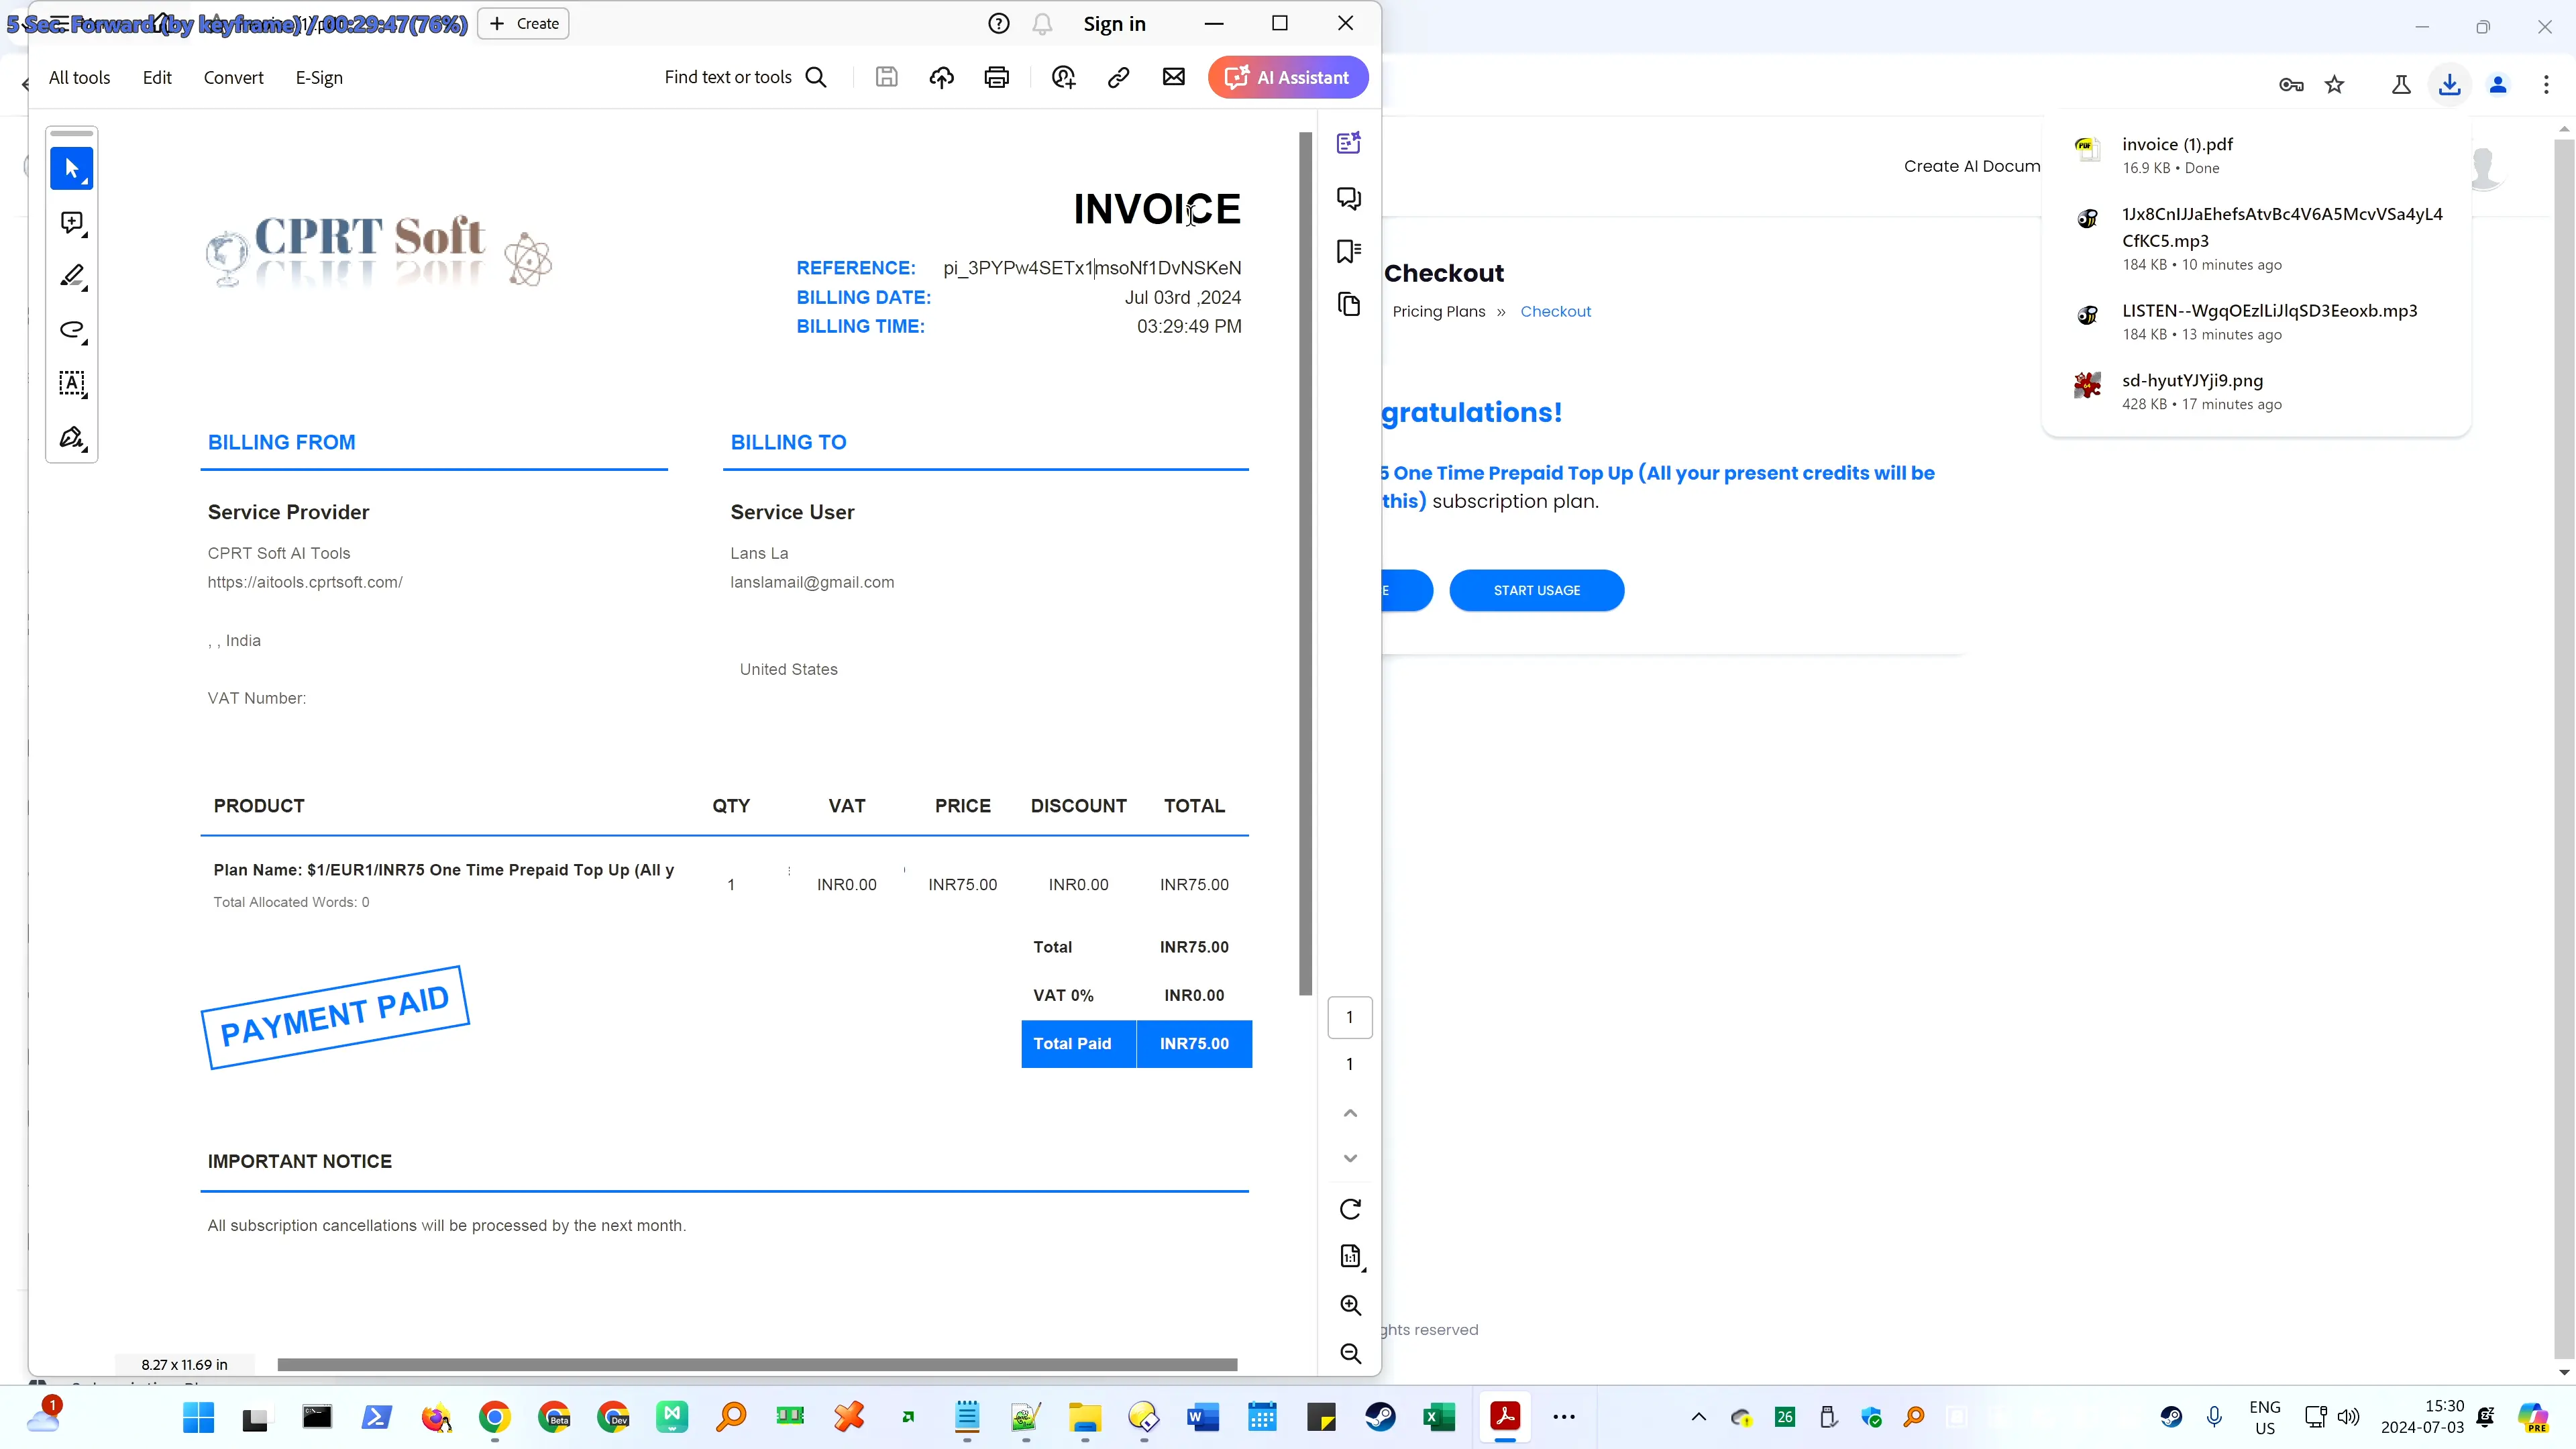 5 Sec. Forward (by keyframe) / 00:29:47(76%)
+ Create
Sign in
All tools
Edit
Convert
E-Sign
Find text or tools
AI Assistant
CPRT Soft
INVOICE
REFERENCE: pi_3PYPw4SETx1msoNf1DvNSKeN
BILLING DATE: Jul 03rd ,2024
BILLING TIME: 03:29:49 PM
BILLING FROM
BILLING TO
Service Provider
Service User
CPRT Soft AI Tools
Lans La
https://aitools.cprtsoft.com/
lanslamail@gmail.com
, , India
United States
VAT Number:
PRODUCT QTY VAT PRICE DISCOUNT TOTAL
Plan Name: $1/EUR1/INR75 One Time Prepaid Top Up (All y
1 INR0.00 INR75.00 INR0.00 INR75.00
Total Allocated Words: 0
Total INR75.00
VAT 0% INR0.00
Total Paid INR75.00
PAYMENT PAID
IMPORTANT NOTICE
All subscription cancellations will be processed by the next month.
8.27 x 11.69 in
1
1
Create AI Docum
invoice (1).pdf
16.9 KB • Done
1Jx8CnIJJaEhefsAtvBc4V6A5McvVSa4yL4
CfKC5.mp3
184 KB • 10 minutes ago
LISTEN--WgqOEzlLiJlqSD3Eeoxb.mp3
184 KB • 13 minutes ago
sd-hyutYJYji9.png
428 KB • 17 minutes ago
Checkout
Pricing Plans » Checkout
gratulations!
5 One Time Prepaid Top Up (All your present credits will be
this) subscription plan.
E
START USAGE
ghts reserved
1
Beta
Dev
26
ENG
US
15:30
2024-07-03
PRE